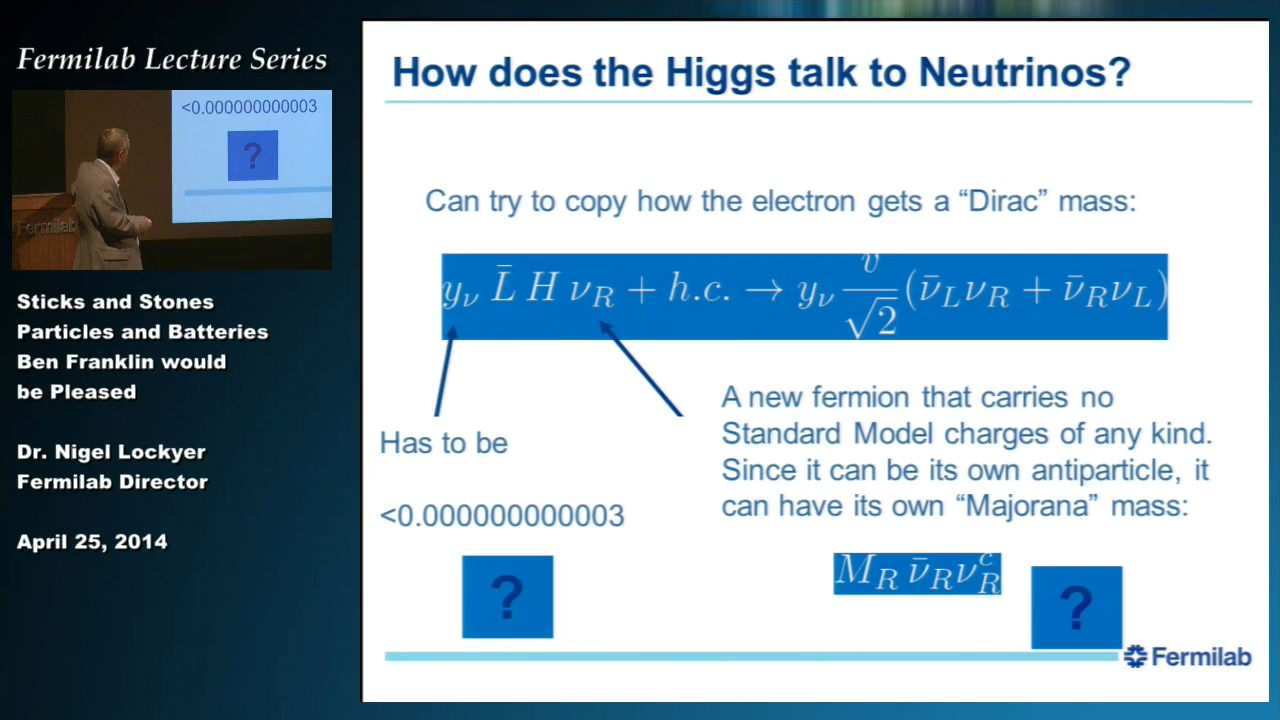 Fermilab Lecture Series
<0.000000000003
?
Fermilab
Sticks and Stones
Particles and Batteries
Ben Franklin would
be Pleased
Dr. Nigel Lockyer
Fermilab Director
April 25, 2014
How does the Higgs talk to Neutrinos?
Can try to copy how the electron gets a “Dirac” mass:
y_ν L̄ H ν_R + h.c. → y_ν v/√2 (ν̄_L ν_R + ν̄_R ν_L)
Has to be
<0.000000000003
?
A new fermion that carries no
Standard Model charges of any kind.
Since it can be its own antiparticle, it
can have its own “Majorana” mass:
M_R ν̄_R ν_R^c
?
Fermilab